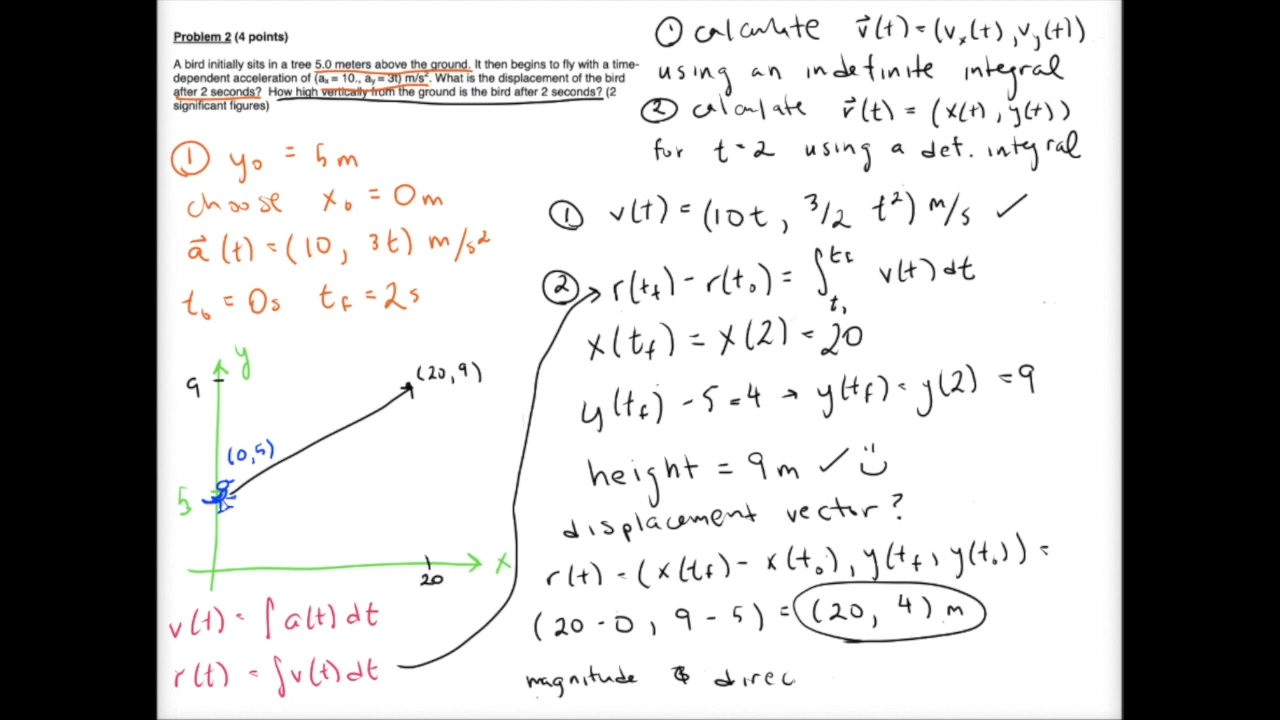 Problem 2 (4 points)
A bird initially sits in a tree 5.0 meters above the ground. It then begins to fly with a time-
dependent acceleration of (aₓ = 10., aᵧ = 3t) m/s². What is the displacement of the bird
after 2 seconds? How high vertically from the ground is the bird after 2 seconds? (2
significant figures)
① calculate v⃗(t) = (vₓ(t), vᵧ(t))
using an indefinite integral
② calculate r⃗(t) = (x(t), y(t))
for t = 2 using a det. integral
① y₀ = 5m
choose x₀ = 0m
a⃗(t) = (10, 3t) m/s²
t₀ = 0s t_f = 2s
y
9
(20,9)
(0,5)
5
x
20
v(t) = ∫a(t)dt
r(t) = ∫v(t)dt
① v(t) = (10t, 3/2 t²) m/s ✓
② r(t_f) - r(t₀) = ∫ v(t)dt
x(t_f) = x(2) = 20
y(t_f) - 5 = 4 → y(t_f) = y(2) = 9
height = 9m ✓
displacement vector?
r(t) = (x(t_f) - x(t₀), y(t_f, y(t₀)) =
(20 - 0, 9 - 5) = (20, 4) m
magnitude & direc